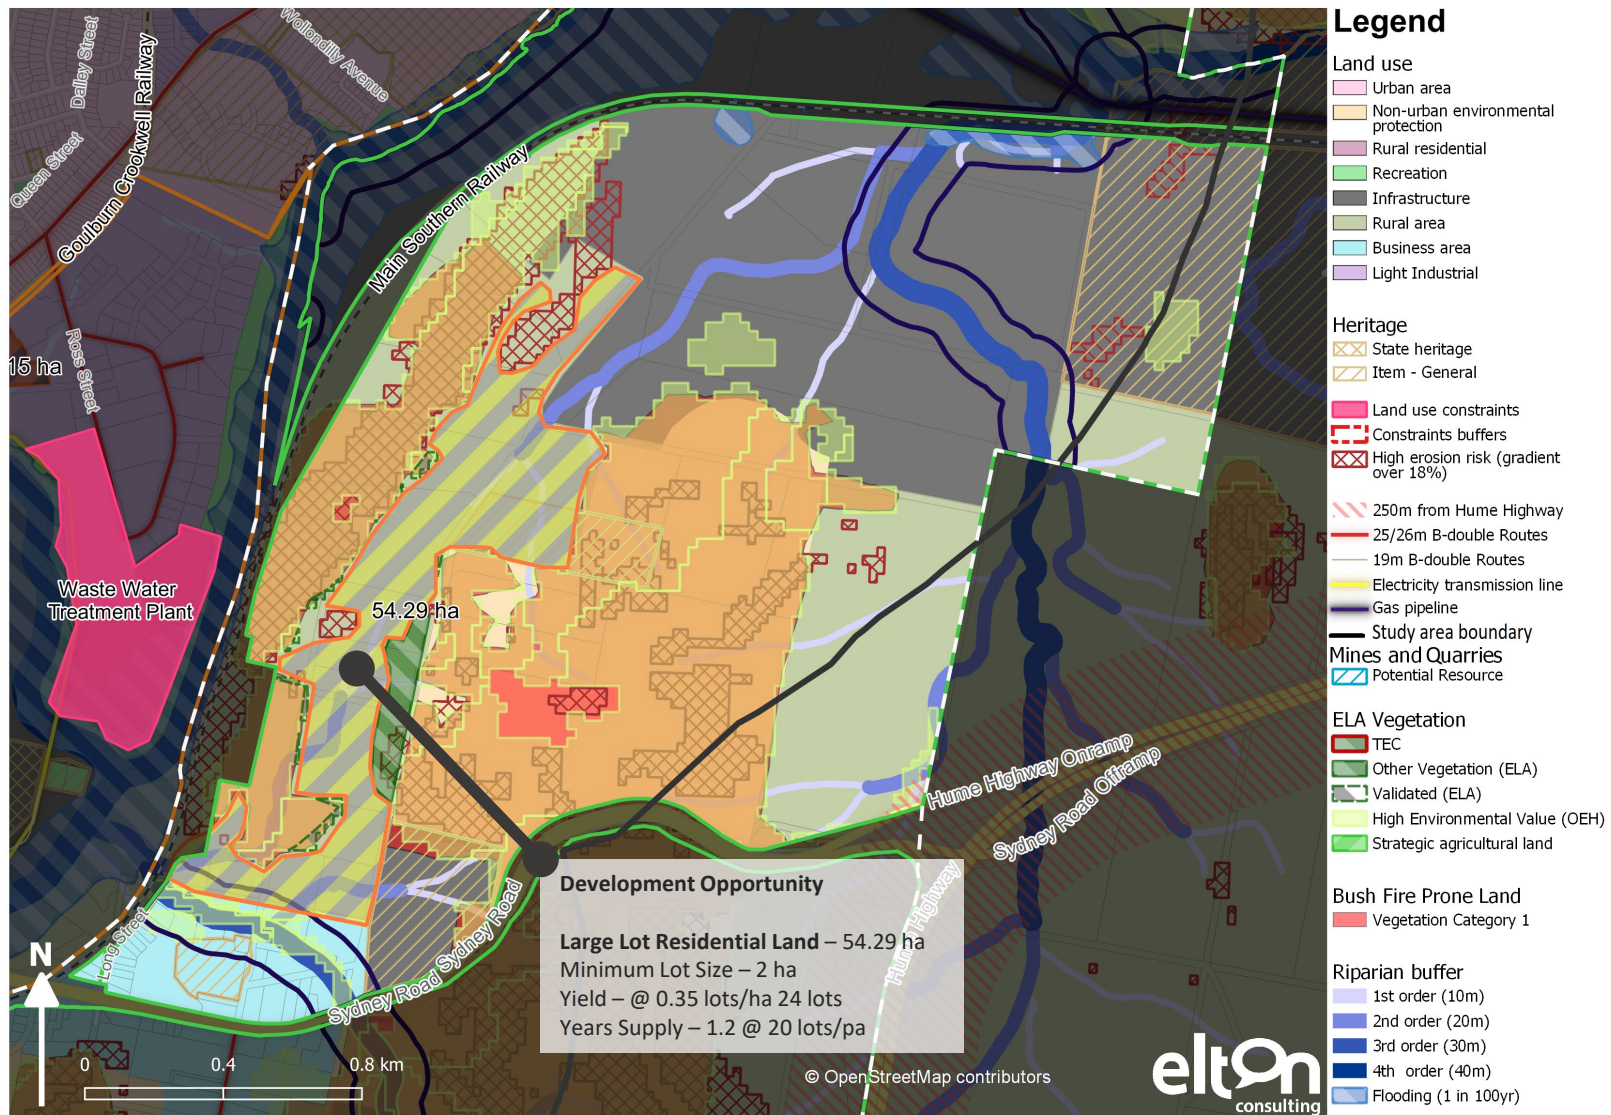 Dalley Street
Wollondilly Avenue
Queen Street
Goulburn Crookwell Railway
Main Southern Railway
Ross Street
15 ha
Waste Water
Treatment Plant
54.29 ha
Hume Highway Onramp
Sydney Road Offramp
Hume Highway
Long Street
Sydney Road
Sydney Road
Development Opportunity
Large Lot Residential Land – 54.29 ha
Minimum Lot Size – 2 ha
Yield – @ 0.35 lots/ha 24 lots
Years Supply – 1.2 @ 20 lots/pa
N
0 0.4 0.8 km
© OpenStreetMap contributors
elton
consulting
Legend
Land use
Urban area
Non-urban environmental
protection
Rural residential
Recreation
Infrastructure
Rural area
Business area
Light Industrial
Heritage
State heritage
Item - General
Land use constraints
Constraints buffers
High erosion risk (gradient
over 18%)
250m from Hume Highway
25/26m B-double Routes
19m B-double Routes
Electricity transmission line
Gas pipeline
Study area boundary
Mines and Quarries
Potential Resource
ELA Vegetation
TEC
Other Vegetation (ELA)
Validated (ELA)
High Environmental Value (OEH)
Strategic agricultural land
Bush Fire Prone Land
Vegetation Category 1
Riparian buffer
1st order (10m)
2nd order (20m)
3rd order (30m)
4th order (40m)
Flooding (1 in 100yr)